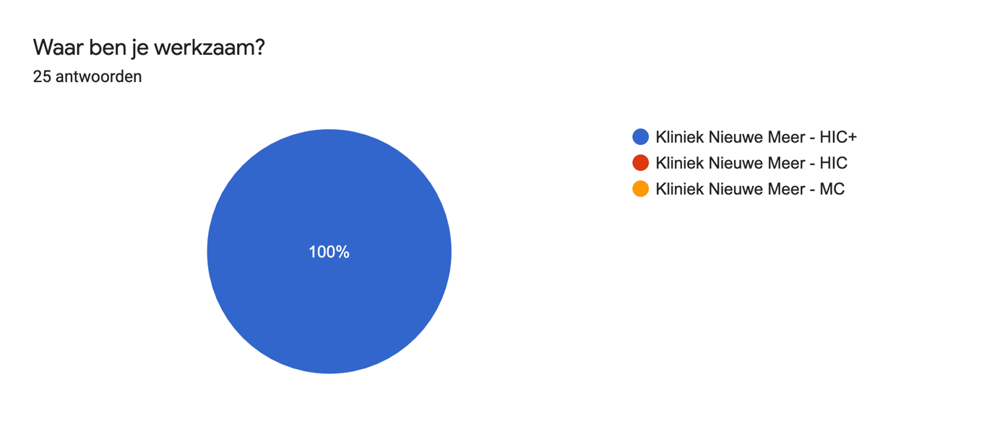 Waar ben je werkzaam?
25 antwoorden
Kliniek Nieuwe Meer - HIC+
Kliniek Nieuwe Meer - HIC
Kliniek Nieuwe Meer - MC
100%